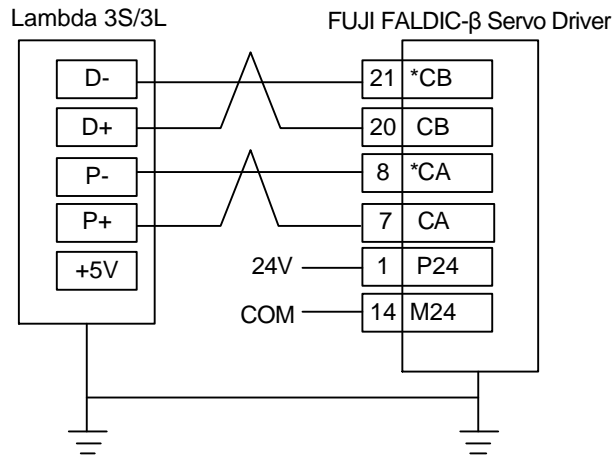 Lambda 3S/3L
FUJI FALDIC-β Servo Driver
D- 21 *CB
D+ 20 CB
P- 8 *CA
P+ 7 CA
+5V 24V 1 P24
COM 14 M24